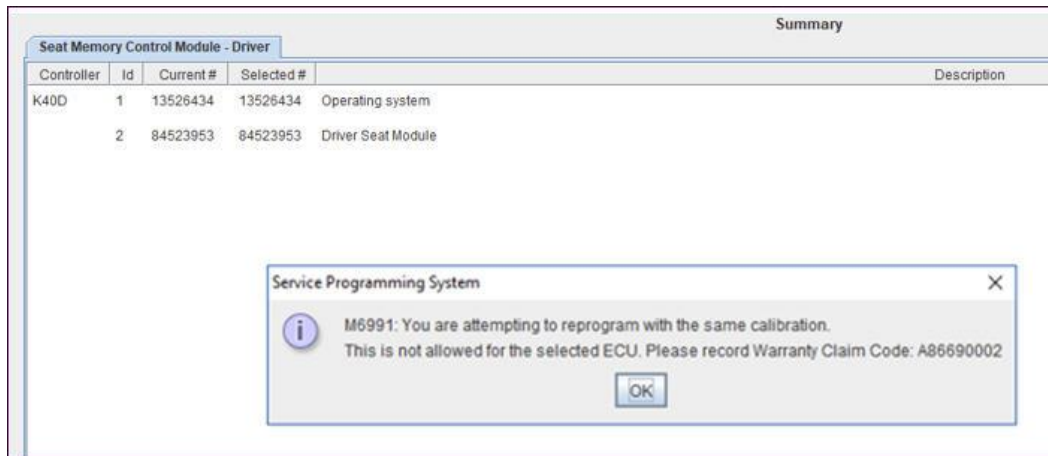 Summary
Seat Memory Control Module - Driver
Controller Id Current # Selected # Description
K40D 1 13526434 13526434 Operating system
2 84523953 84523953 Driver Seat Module
Service Programming System
M6991: You are attempting to reprogram with the same calibration.
This is not allowed for the selected ECU. Please record Warranty Claim Code: A86690002
OK